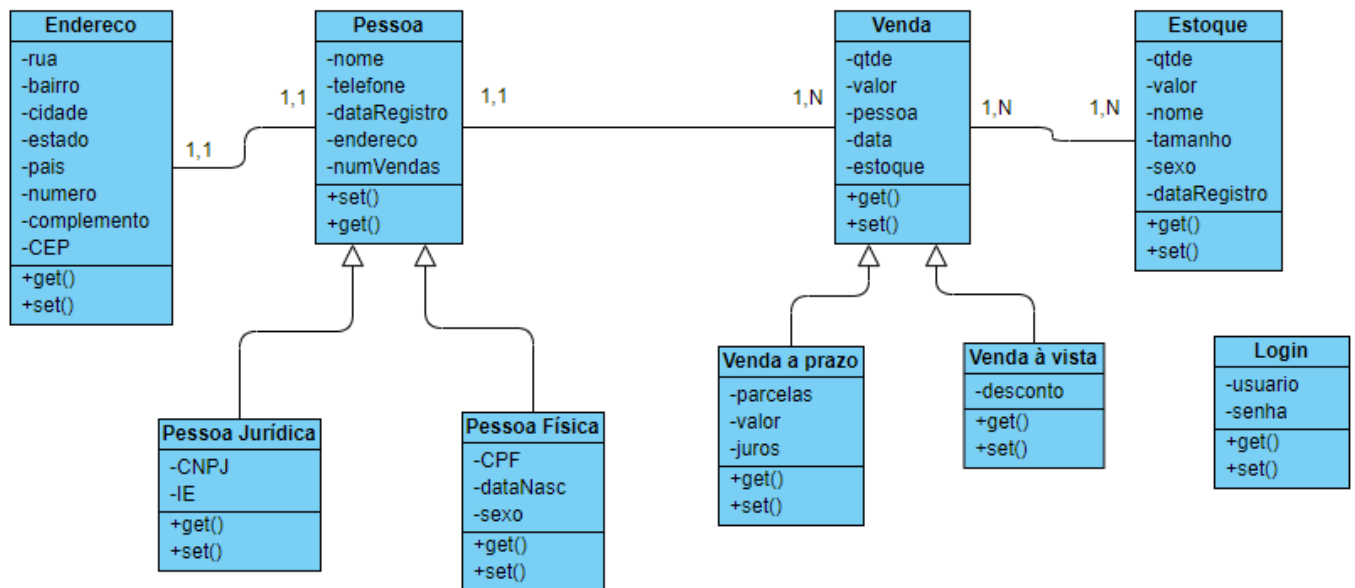 Endereco
-rua
-bairro
-cidade
-estado
-pais
-numero
-complemento
-CEP
+get()
+set()
1,1
1,1
Pessoa
-nome
-telefone
-dataRegistro
-endereco
-numVendas
+set()
+get()
1,1
1,N
Venda
-qtde
-valor
-pessoa
-data
-estoque
+get()
+set()
1,N
1,N
Estoque
-qtde
-valor
-nome
-tamanho
-sexo
-dataRegistro
+get()
+set()
Pessoa Jurídica
-CNPJ
-IE
+get()
+set()
Pessoa Física
-CPF
-dataNasc
-sexo
+get()
+set()
Venda a prazo
-parcelas
-valor
-juros
+get()
+set()
Venda à vista
-desconto
+get()
+set()
Login
-usuario
-senha
+get()
+set()